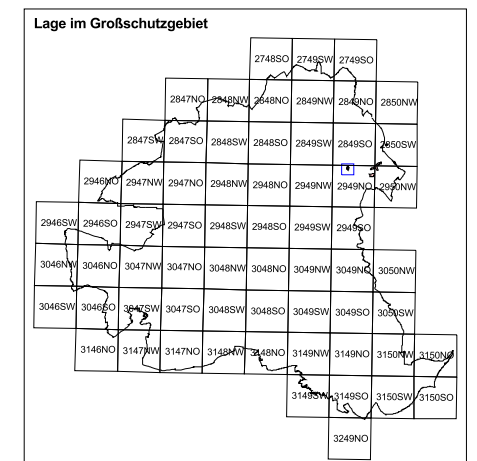 Lage im Großschutzgebiet
2748SO 2749SW 2749SO
2847NO 2848NW 2848NO 2849NW 2849NO 2850NW
2847SW 2847SO 2848SW 2848SO 2849SW 2849SO 2850SW
2946NO 2947NW 2947NO 2948NW 2948NO 2949NW 2949NO 2950NW
2946SW 2946SO 2947SW 2947SO 2948SW 2948SO 2949SW 2949SO
3046NW 3046NO 3047NW 3047NO 3048NW 3048NO 3049NW 3049NO 3050NW
3046SW 3046SO 3047SW 3047SO 3048SW 3048SO 3049SW 3049SO 3050SW
3146NO 3147NW 3147NO 3148NW 3148NO 3149NW 3149NO 3150NW 3150NO
3149SW 3149SO 3150SW 3150SO
3249NO